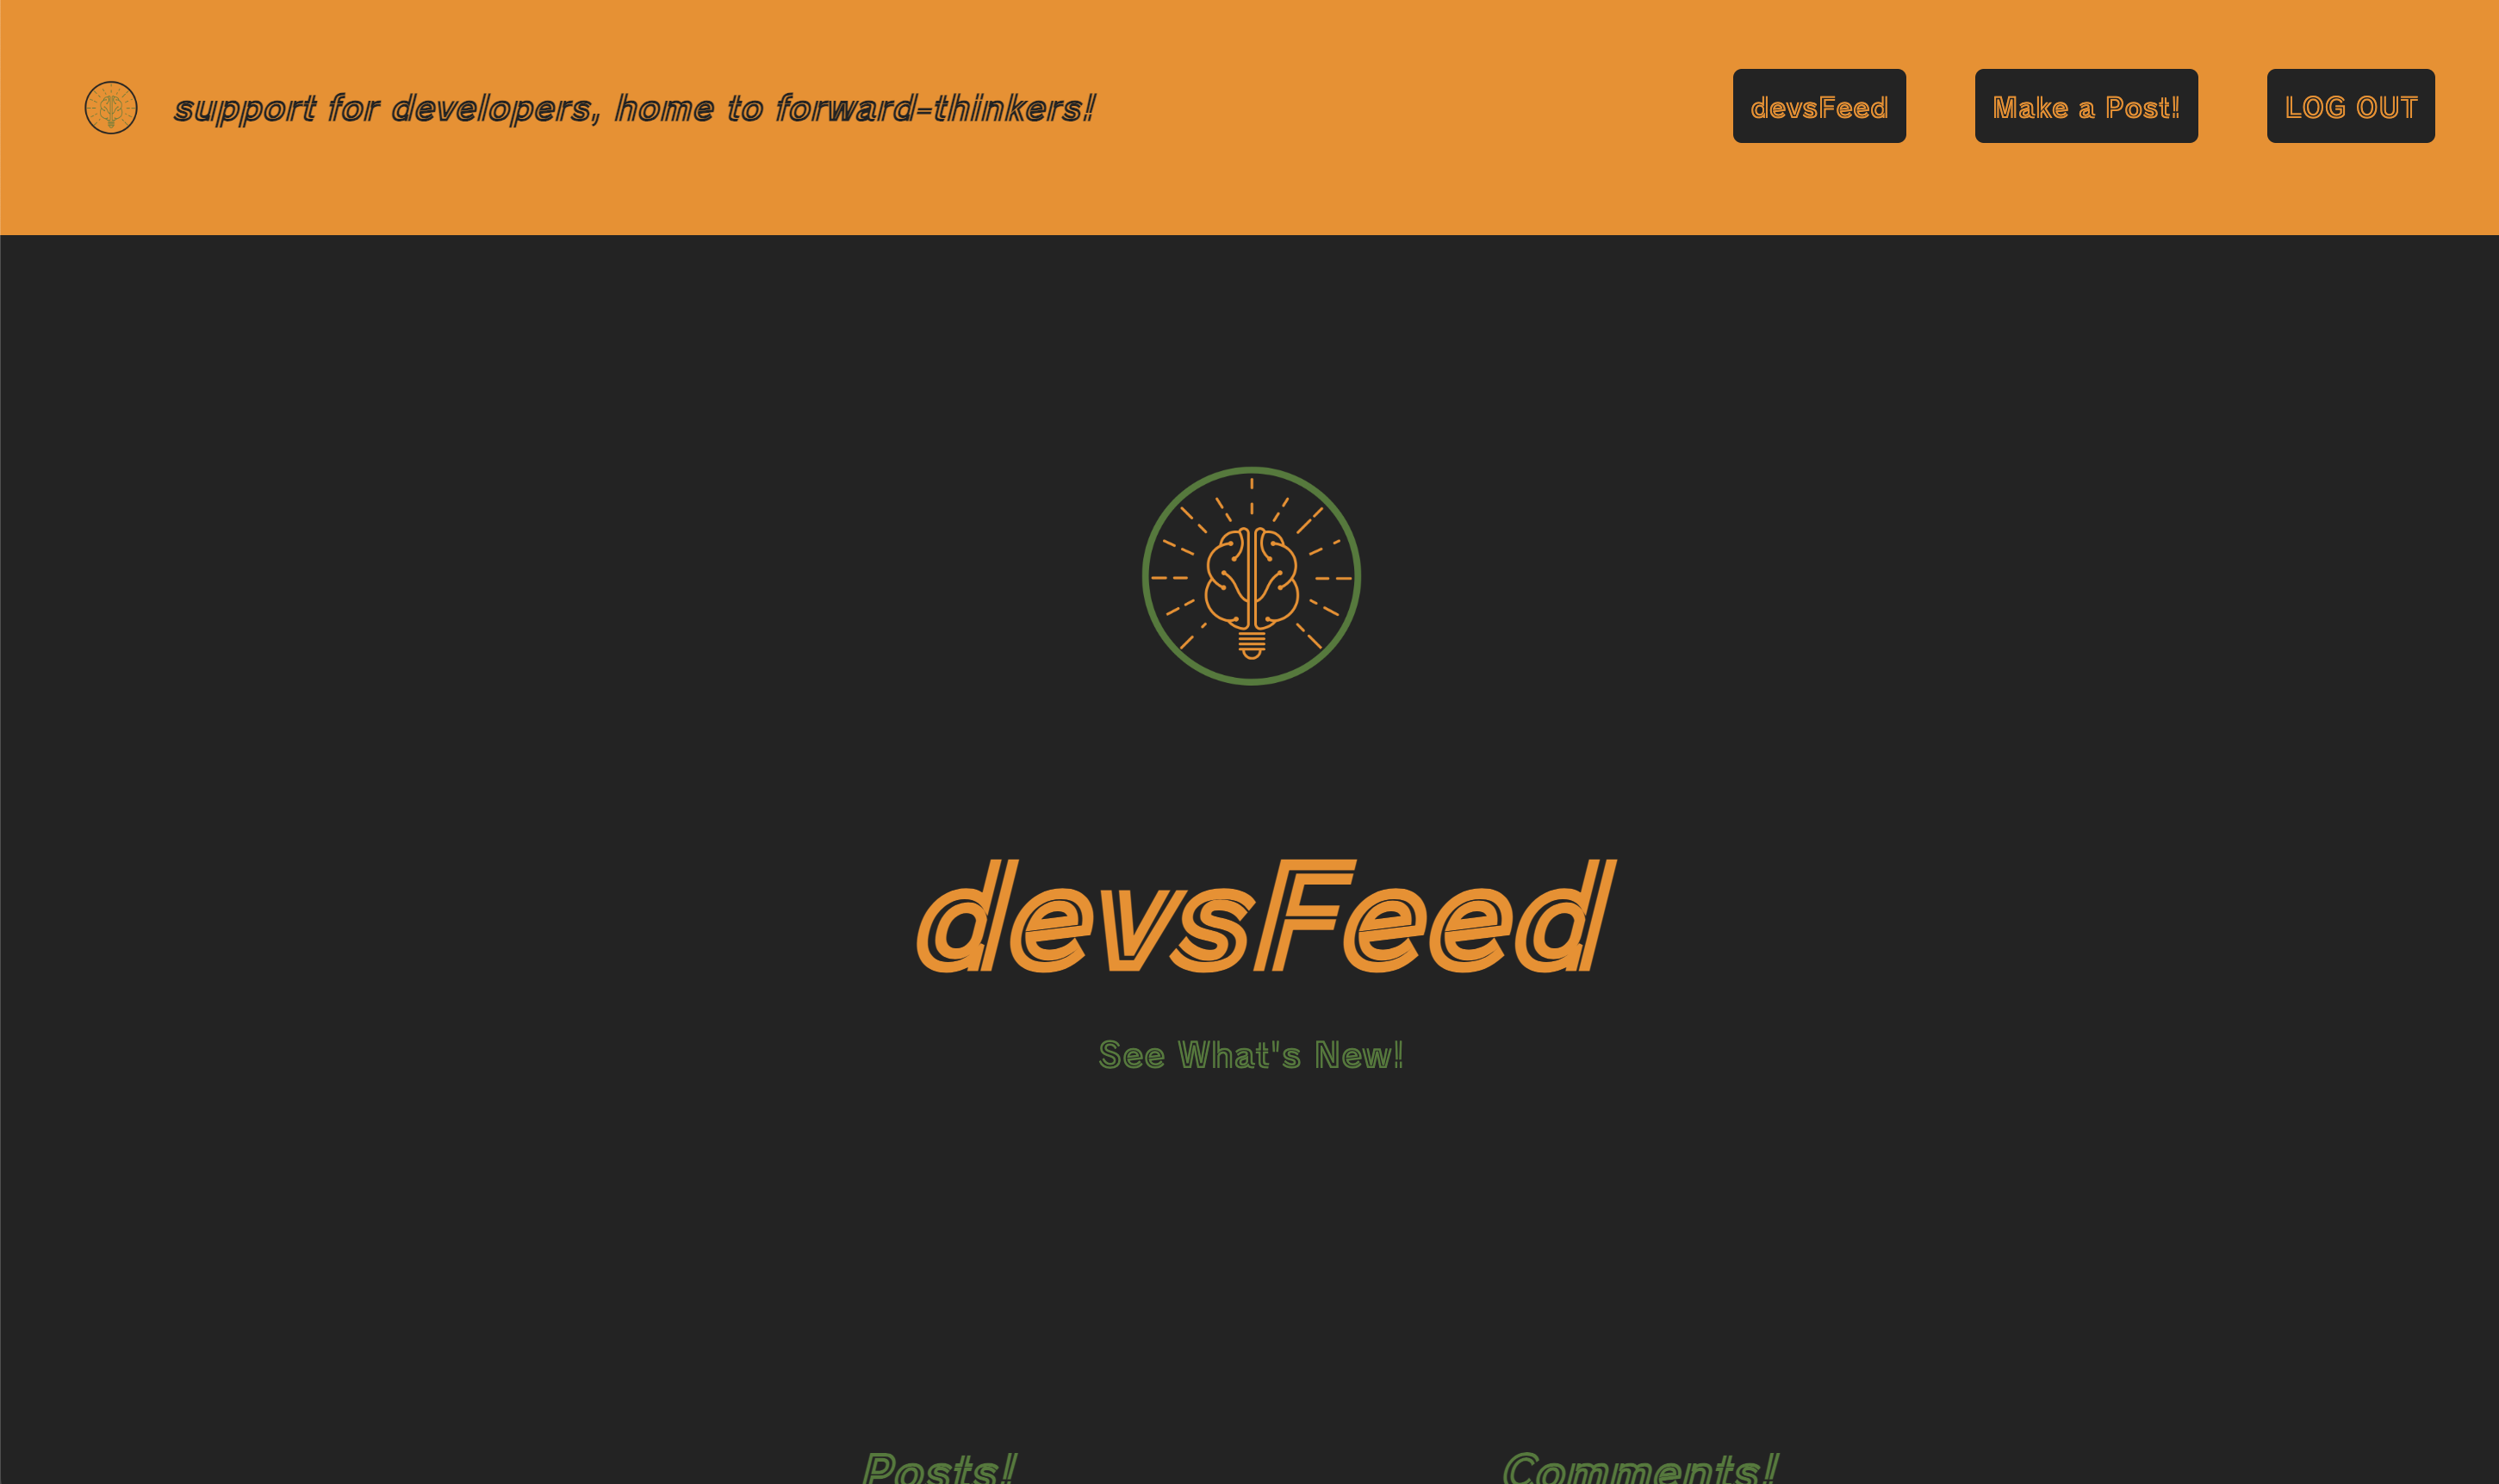 support for developers, home to forward=thinkers!
devsFeed
Make a Post!
LOG OUT
devsFeed
See What's New!
Posts!
Comments!